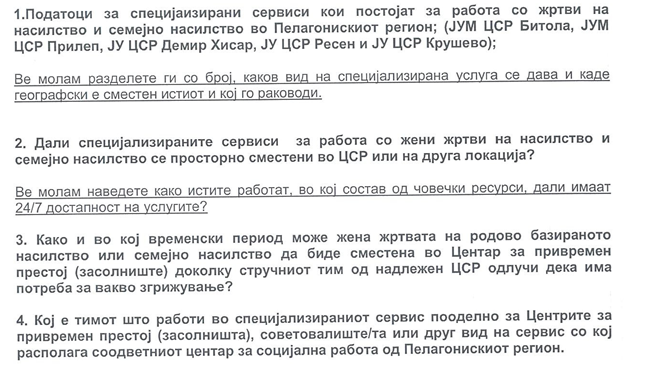 1.Податоци за специјаизирани сервиси кои постојат за работа со жртви на
насилство и семејно насилство во Пелагонискиот регион; (ЈУМ ЦСР Битола, ЈУМ
ЦСР Прилеп, ЈУ ЦСР Демир Хисар, ЈУ ЦСР Ресен и ЈУ ЦСР Крушево);
Ве молам разделете ги со број, каков вид на специјализирана услуга се дава и каде
географски е сместен истиот и кој го раководи.
2. Дали специјализираните сервиси за работа со жени жртви на насилство и
семејно насилство се просторно сместени во ЦСР или на друга локација?
Ве молам наведете како истите работат, во кој состав од човечки ресурси, дали имаат
24/7 достапност на услугите?
3. Како и во кој временски период може жена жртвата на родово базираното
насилство или семејно насилство да биде сместена во Центар за привремен
престој (засолниште) доколку стручниот тим од надлежен ЦСР одлучи дека има
потреба за вакво згрижување?
4. Кој е тимот што работи во специјализираниот сервис поодделно за Центрите за
привремен престој (засолништа), советовалиште/та или друг вид на сервис со кој
располага соодветниот центар за социјална работа од Пелагонискиот регион.